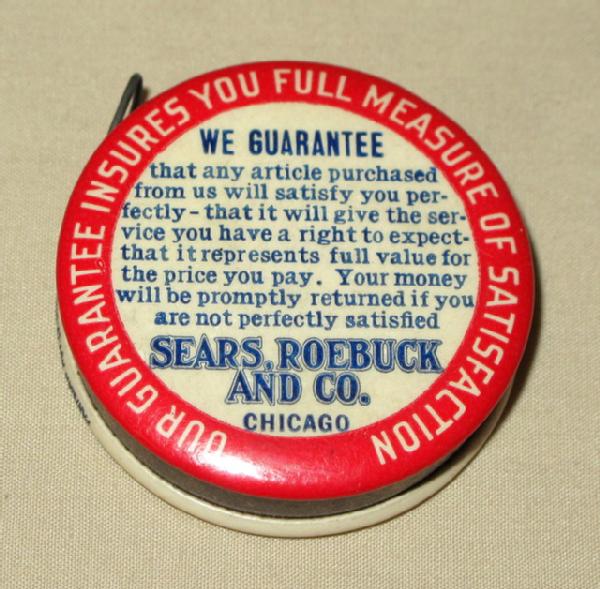 OUR GUARANTEE INSURES YOU FULL MEASURE OF SATISFACTION
WE GUARANTEE
that any article purchased
from us will satisfy you per-
fectly - that it will give the ser-
vice you have a right to expect-
that it represents full value for
the price you pay. Your money
will be promptly returned if you
are not perfectly satisfied
SEARS, ROEBUCK
AND CO.
CHICAGO